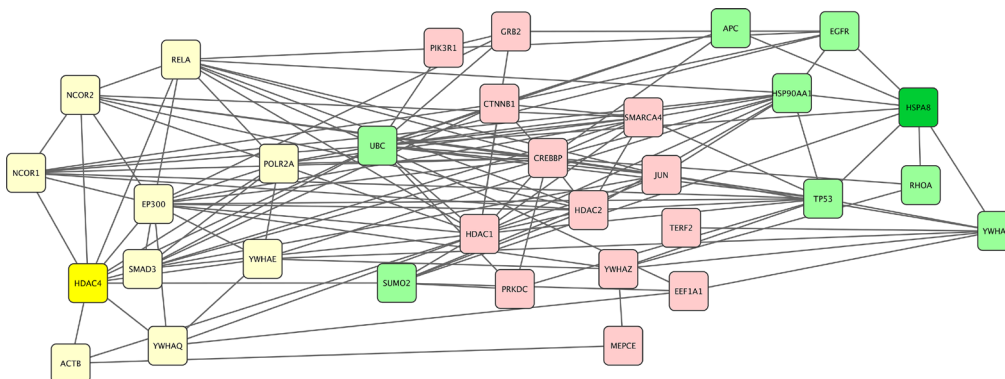 GRB2
APC
EGFR
PIK3R1
RELA
NCOR2
CTNNB1
HSP90AA1
HSPA8
SMARCA4
UBC
CREBBP
POLR2A
NCOR1
JUN
RHOA
EP300
TP53
HDAC2
HDAC1
TERF2
YWHA
SMAD3
YWHAE
YWHAZ
HDAC4
SUMO2
PRKDC
EEF1A1
YWHAQ
MEPCE
ACTB